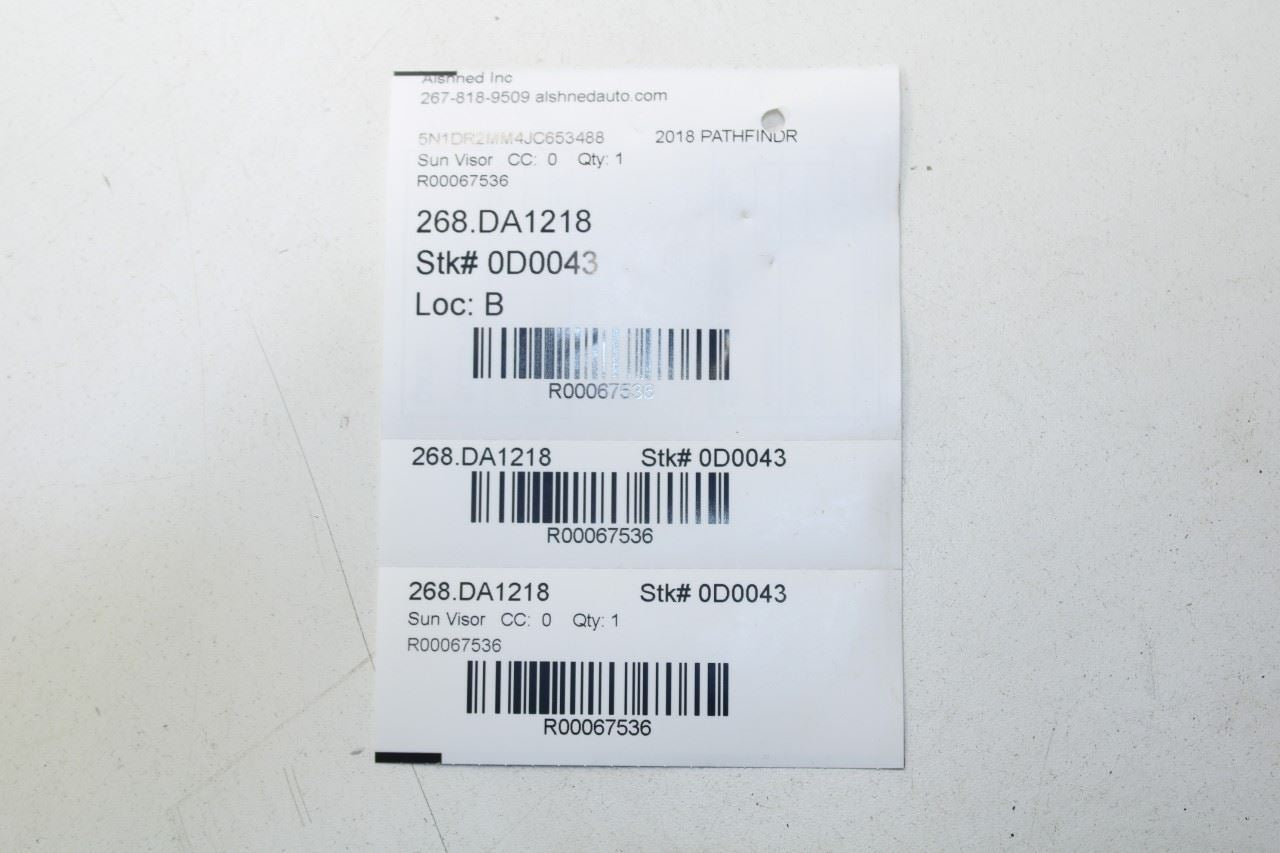 Alshned Inc
267-818-9509 alshnedauto.com
5N1DR2MM4JC653488 2018 PATHFINDR
Sun Visor CC: 0 Qty: 1
R00067536
268.DA1218
Stk# 0D0043
Loc: B
R00067536
268.DA1218 Stk# 0D0043
R00067536
268.DA1218 Stk# 0D0043
Sun Visor CC: 0 Qty: 1
R00067536
R00067536